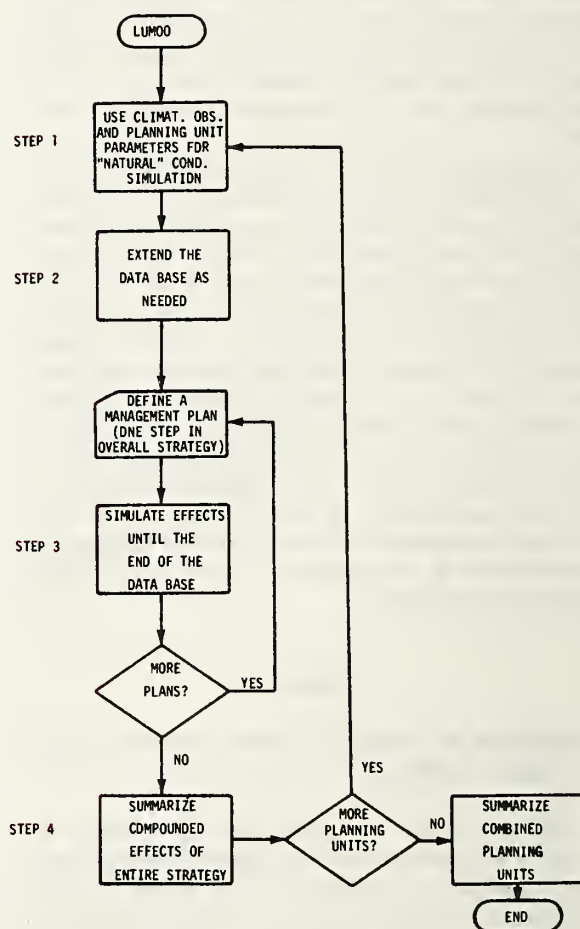 LUMOO
STEP 1
USE CLIMAT. OBS.
AND PLANNING UNIT
PARAMETERS FDR
"NATURAL" COND.
SIMULATION
STEP 2
EXTEND THE
DATA BASE AS
NEEDED
DEFINE A
MANAGEMENT PLAN
(DNE STEP IN
OVERALL STRATEGY)
STEP 3
SIMULATE EFFECTS
UNTIL THE
END OF THE
DATA BASE
MORE
PLANS?
YES
NO
STEP 4
SUMMARIZE
COMPOUNDED
EFFECTS OF
ENTIRE STRATEGY
YES
MORE
PLANNING
UNITS?
NO
SUMMARIZE
COMBINED
PLANNING
UNITS
END